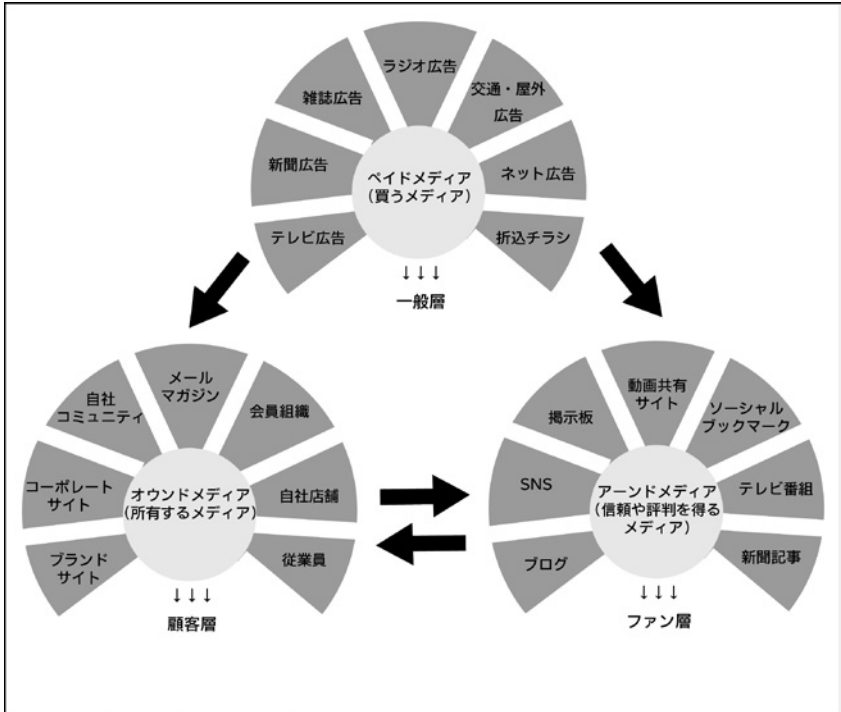 ラジオ広告
雑誌広告
交通・屋外
広告
新聞広告
ネット広告
ペイドメディア
（買うメディア）
テレビ広告
折込チラシ
↓↓↓
一般層
メール
マガジン
自社
コミュニティ
会員組織
コーポレート
サイト
自社店舗
オウンドメディア
（所有するメディア）
ブランド
サイト
従業員
↓↓↓
顧客層
動画共有
サイト
掲示板
ソーシャル
ブックマーク
SNS
テレビ番組
アーンドメディア
（信頼や評判を得る
メディア）
ブログ
新聞記事
↓↓↓
ファン層